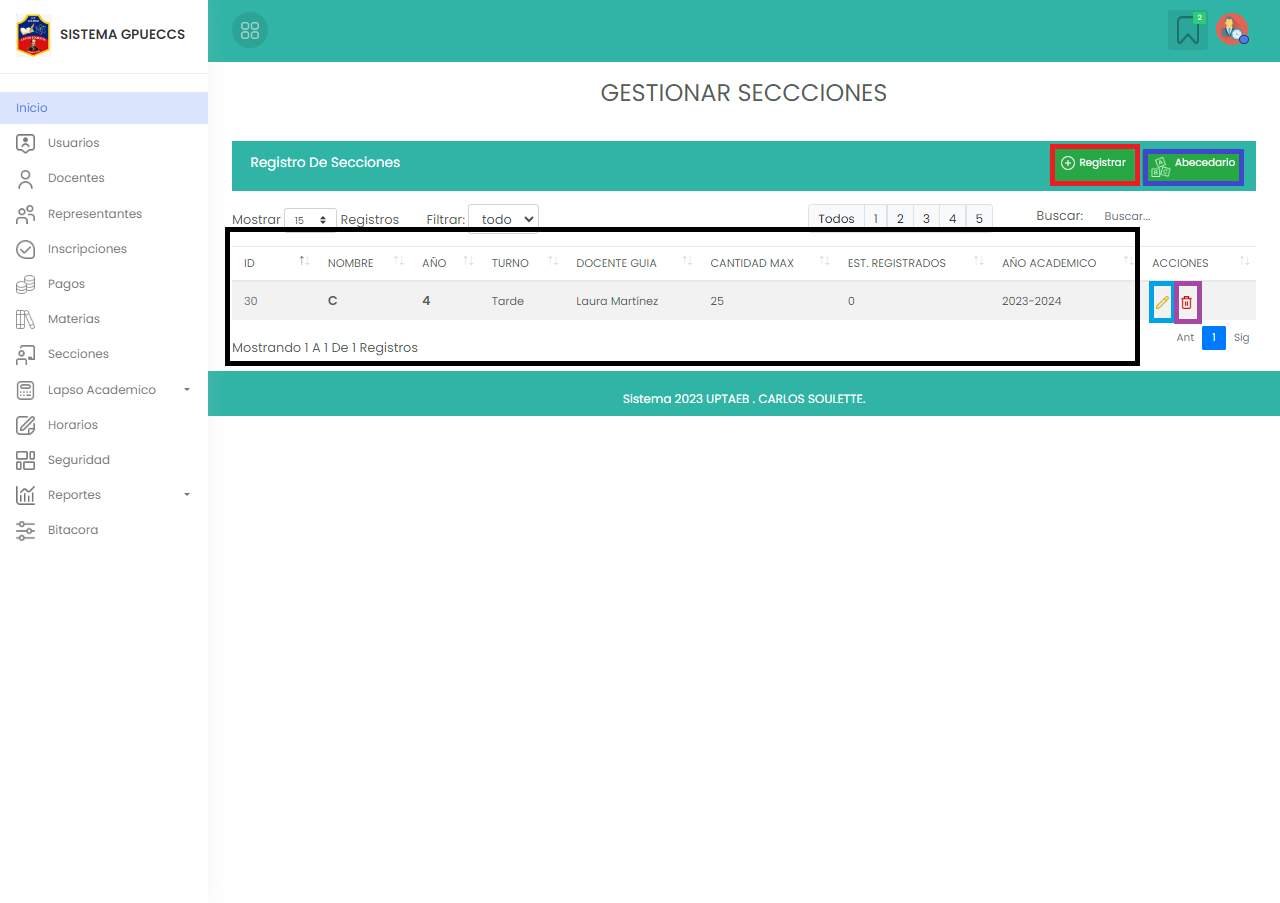 SISTEMA GPUECCS
2
GESTIONAR SECCCIONES
Inicio
Usuarios
Docentes
Representantes
Inscripciones
Pagos
Materias
Secciones
Lapso Academico
Horarios
Seguridad
Reportes
Bitacora
Registro De Secciones
Registrar
Abecedario
Mostrar 15 Registros Filtrar: todo Todos 1 2 3 4 5 Buscar: Buscar...
ID NOMBRE AÑO TURNO DOCENTE GUIA CANTIDAD MAX EST. REGISTRADOS AÑO ACADEMICO ACCIONES
30 C 4 Tarde Laura Martínez 25 0 2023-2024
Mostrando 1 A 1 De 1 Registros
Ant 1 Sig
Sistema 2023 UPTAEB . CARLOS SOULETTE.